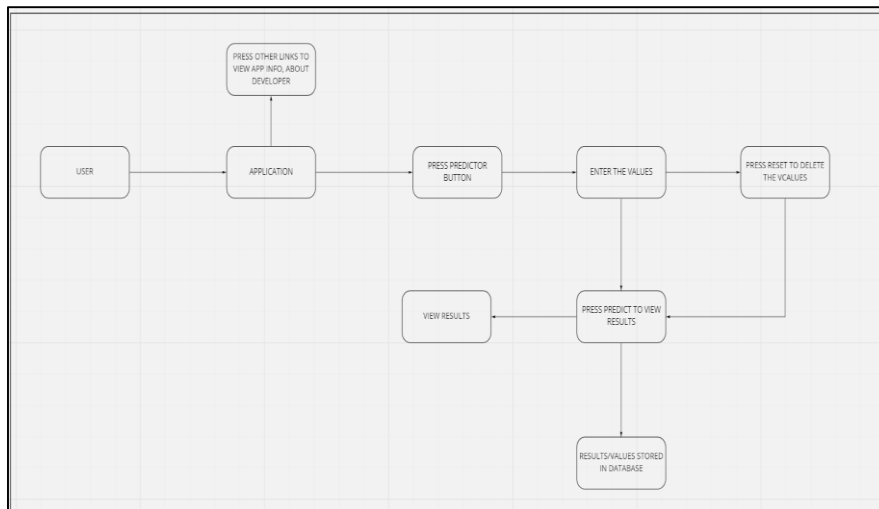 PRESS OTHER LINKS TO
VIEW APP INFO, ABOUT
DEVELOPER
USER
APPLICATION
PRESS PREDICTOR
BUTTON
ENTER THE VALUES
PRESS RESET TO DELETE
THE VCALUES
VIEW RESULTS
PRESS PREDICT TO VIEW
RESULTS
RESULTS/VALUES STORED
IN DATABASE